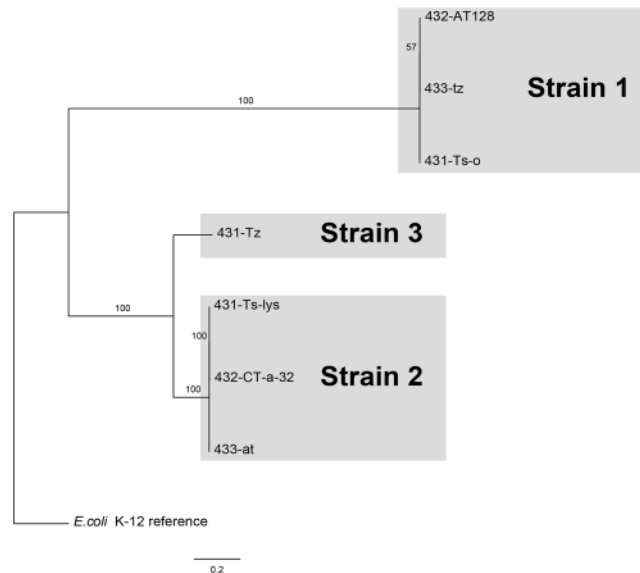 432-AT128
57
433-tz
Strain 1
100
431-Ts-o
431-Tz
Strain 3
431-Ts-lys
100
100
432-CT-a-32
Strain 2
100
433-at
E.coli K-12 reference
0.2